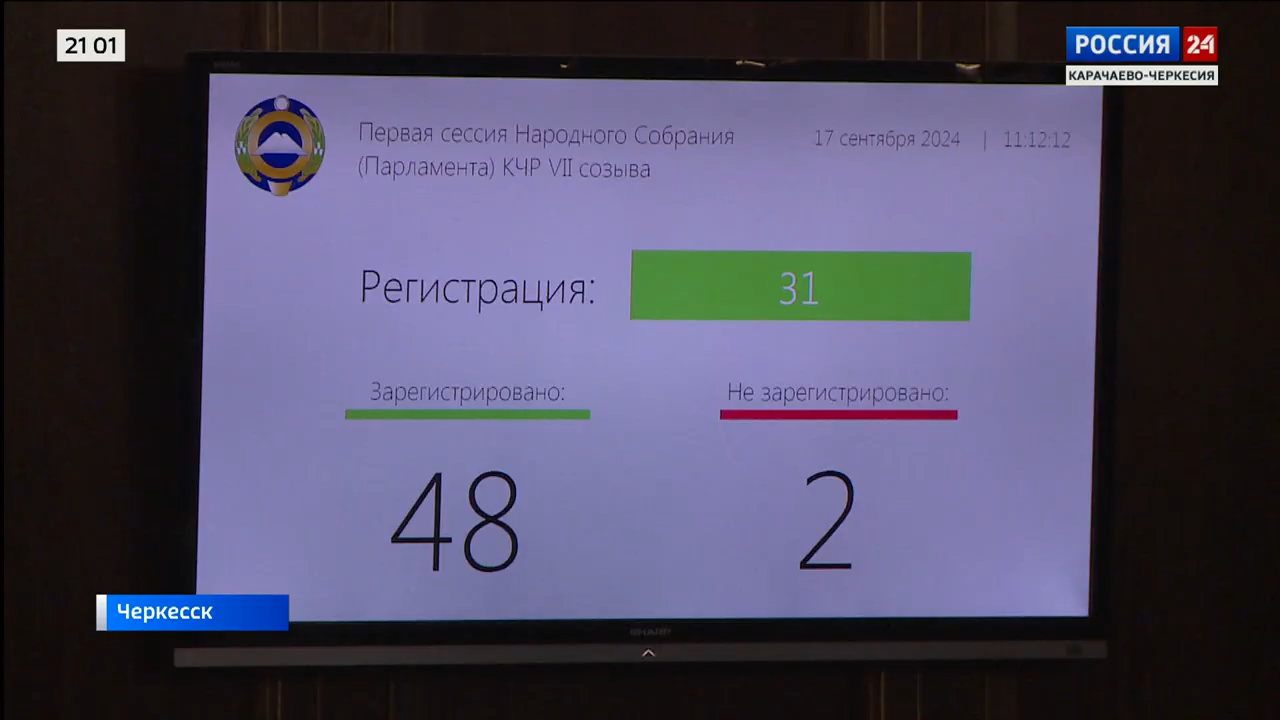 21 01
РОССИЯ 24
КАРАЧАЕВО-ЧЕРКЕСИЯ
Первая сессия Народного Собрания
(Парламента) КЧР VII созыва
17 сентября 2024 | 11:12:12
Регистрация: 31
Зарегистрировано:
Не зарегистрировано:
48
2
Черкесск
SHARP